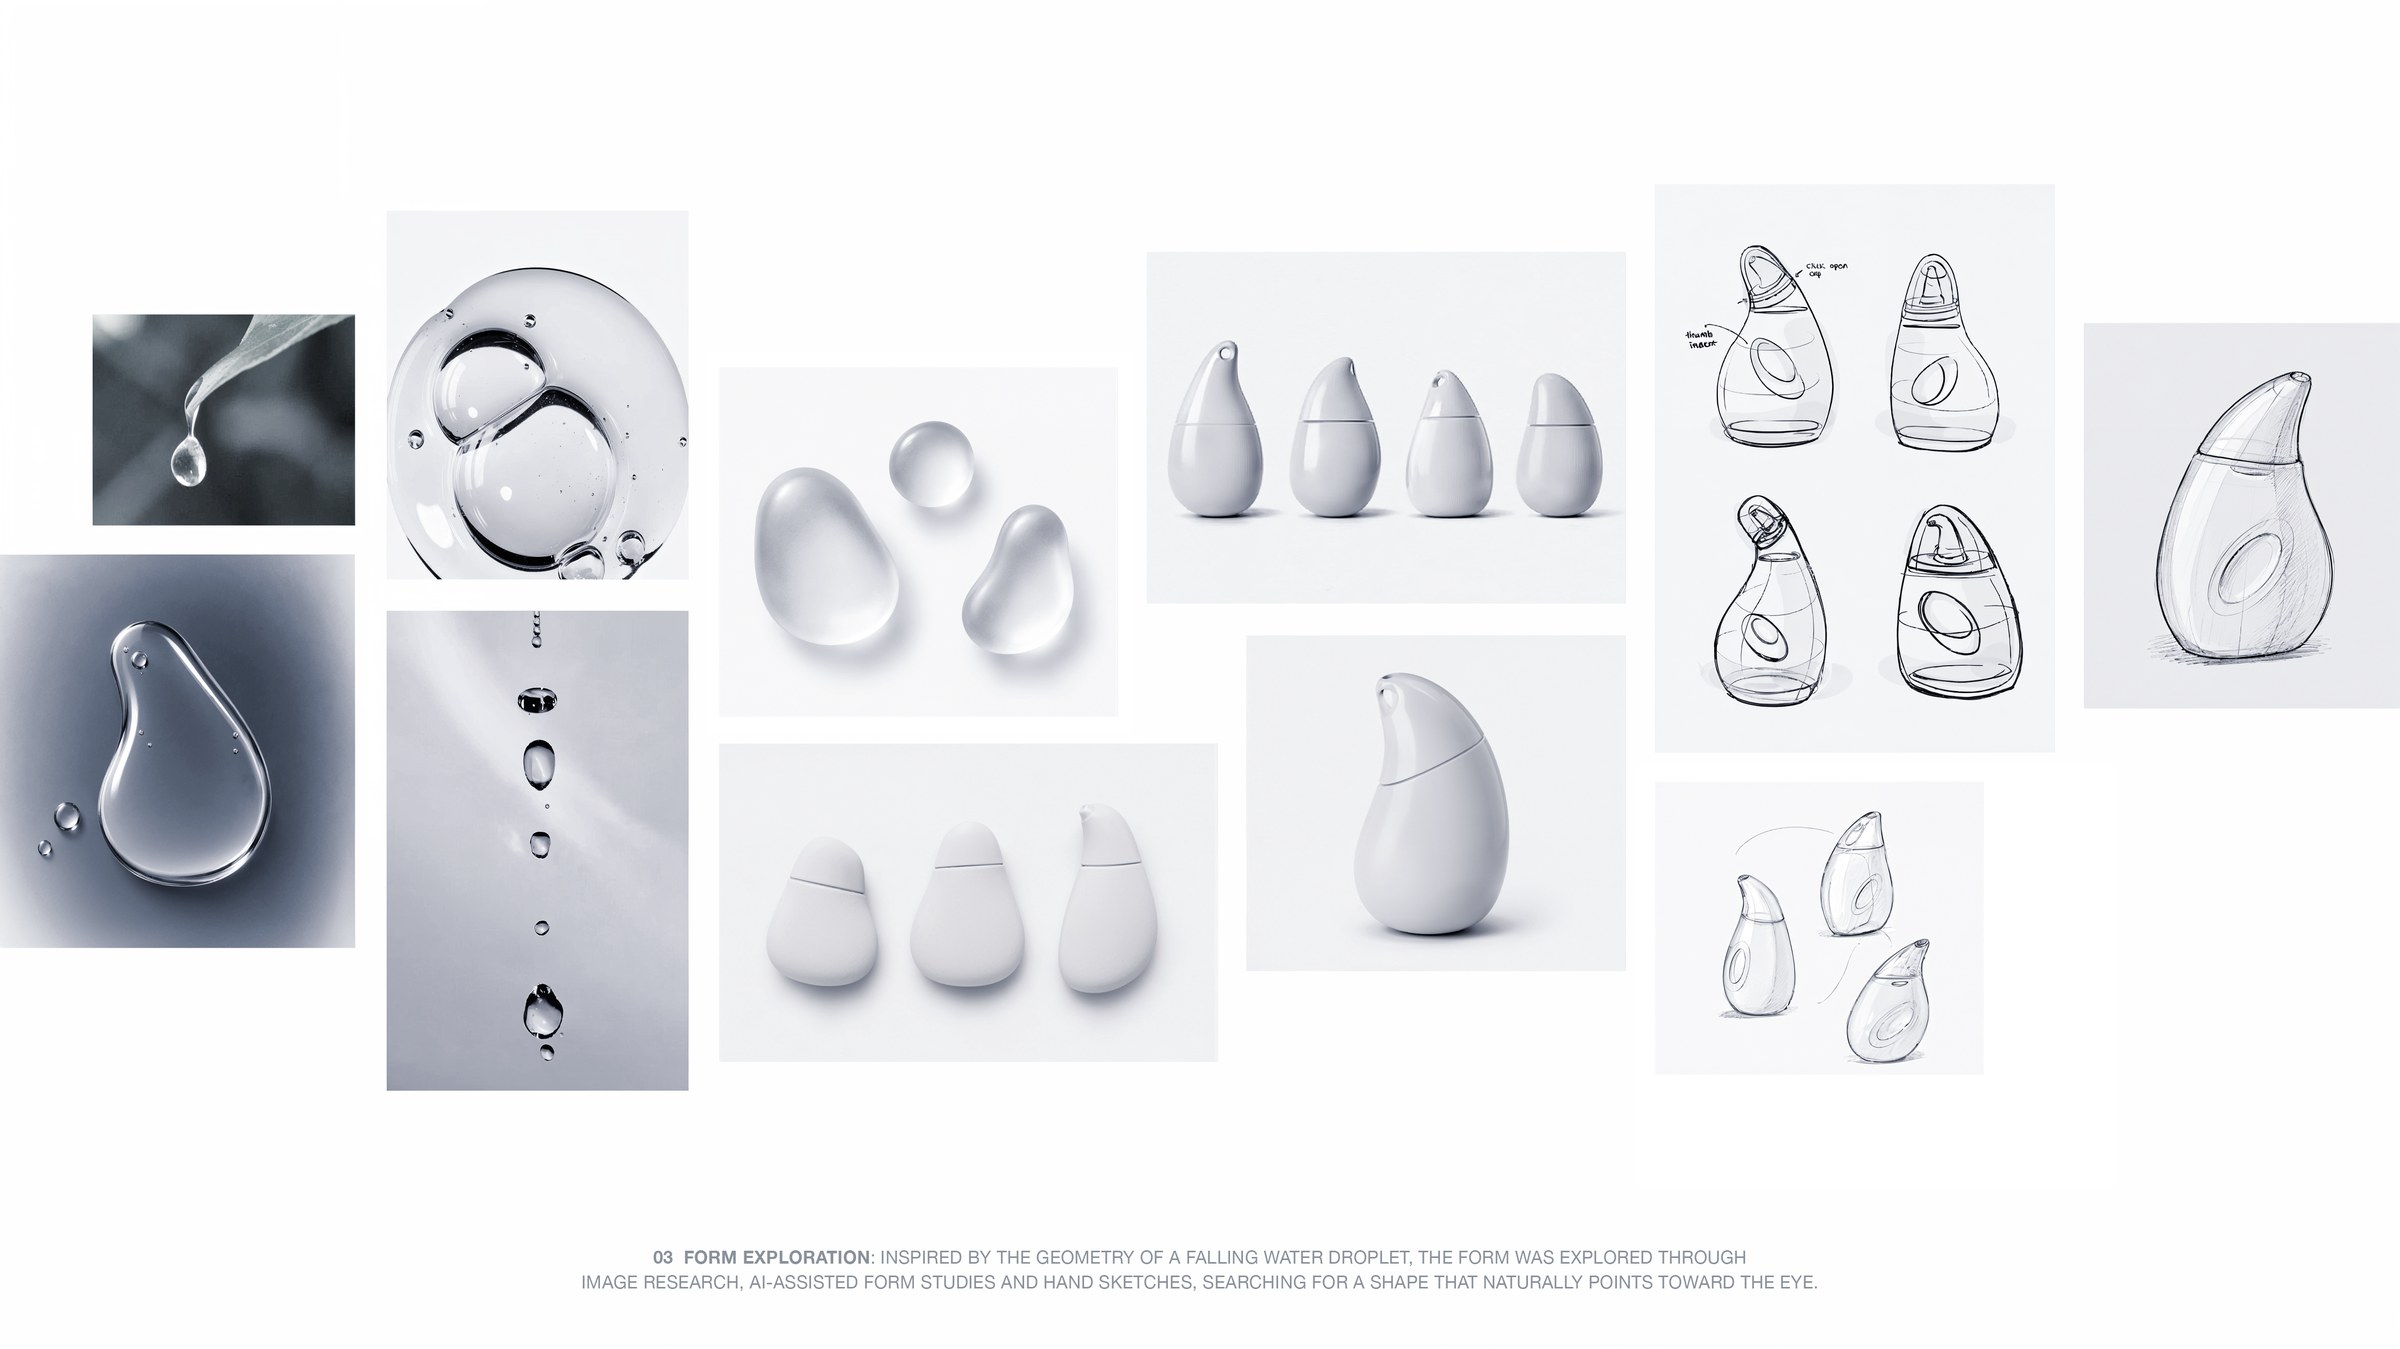 click open
cap
thumb
indent
03 FORM EXPLORATION: INSPIRED BY THE GEOMETRY OF A FALLING WATER DROPLET, THE FORM WAS EXPLORED THROUGH
IMAGE RESEARCH, AI-ASSISTED FORM STUDIES AND HAND SKETCHES, SEARCHING FOR A SHAPE THAT NATURALLY POINTS TOWARD THE EYE.